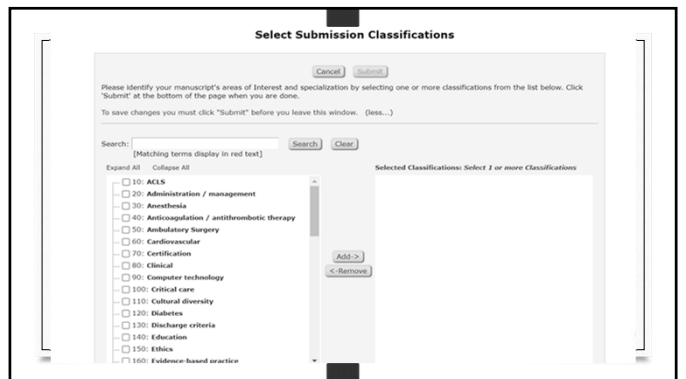 Select Submission Classifications
Cancel Submit
Please identify your manuscript's areas of Interest and specialization by selecting one or more classifications from the list below. Click
'Submit' at the bottom of the page when you are done.
To save changes you must click "Submit" before you leave this window. (less...)
Search: Search Clear
[Matching terms display in red text]
Expand All Collapse All
Selected Classifications: Select 1 or more Classifications
10: ACLS
20: Administration / management
30: Anesthesia
40: Anticoagulation / antithrombotic therapy
50: Ambulatory Surgery
60: Cardiovascular
70: Certification
80: Clinical
90: Computer technology
100: Critical care
110: Cultural diversity
120: Diabetes
130: Discharge criteria
140: Education
150: Ethics
160: Evidence-based practice
Add->
<-Remove